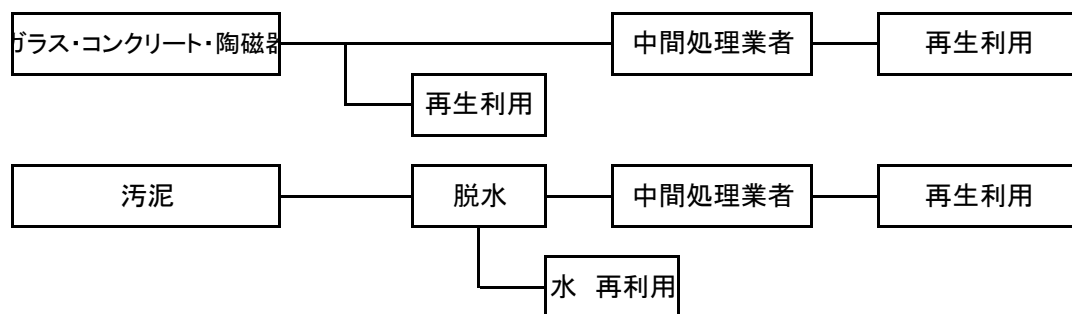 ガラス・コンクリート・陶磁器
中間処理業者
再生利用
再生利用
汚泥
脱水
中間処理業者
再生利用
水 再利用